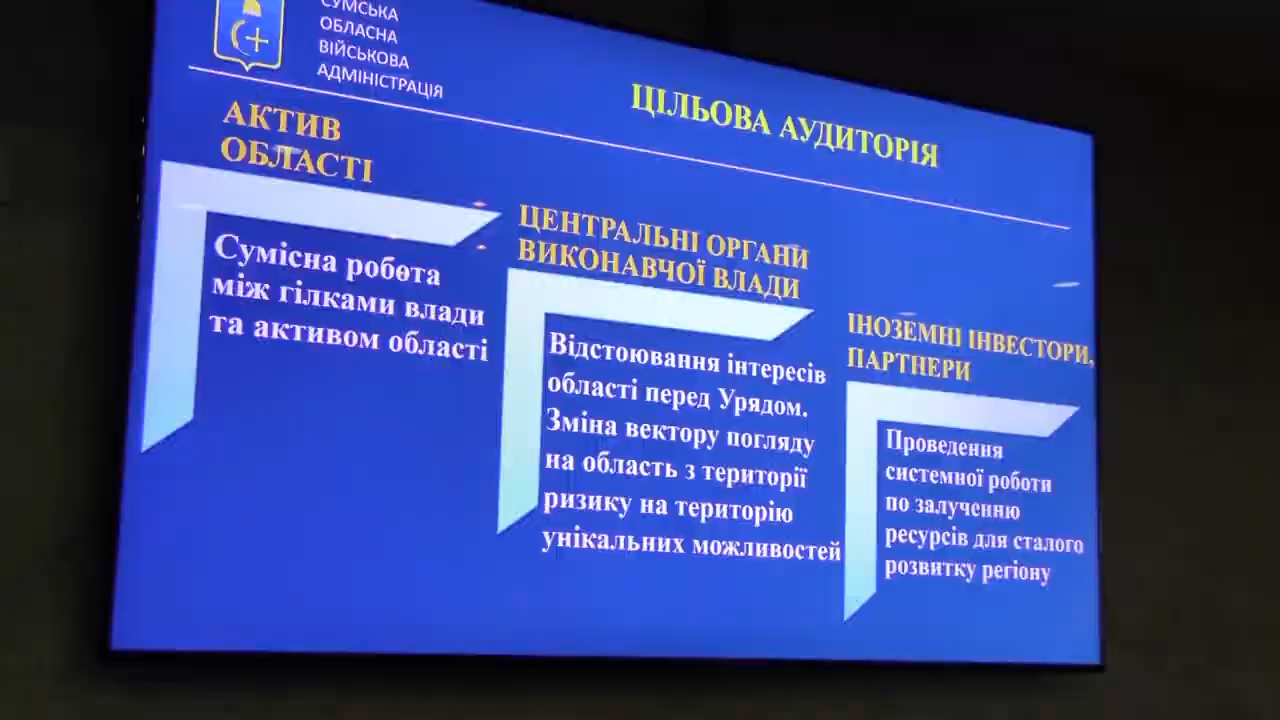 СУМСЬКА
ОБЛАСНА
ВІЙСЬКОВА
АДМІНІСТРАЦІЯ
ЦІЛЬОВА АУДИТОРІЯ
АКТИВ
ОБЛАСТІ
Сумісна робота
між гілками влади
та активом області
ЦЕНТРАЛЬНІ ОРГАНИ
ВИКОНАВЧОЇ ВЛАДИ
Відстоювання інтересів
області перед Урядом.
Зміна вектору погляду
на область з території
ризику на територію
унікальних можливостей
ІНОЗЕМНІ ІНВЕСТОРИ,
ПАРТНЕРИ
Проведення
системної роботи
по залученню
ресурсів для сталого
розвитку регіону